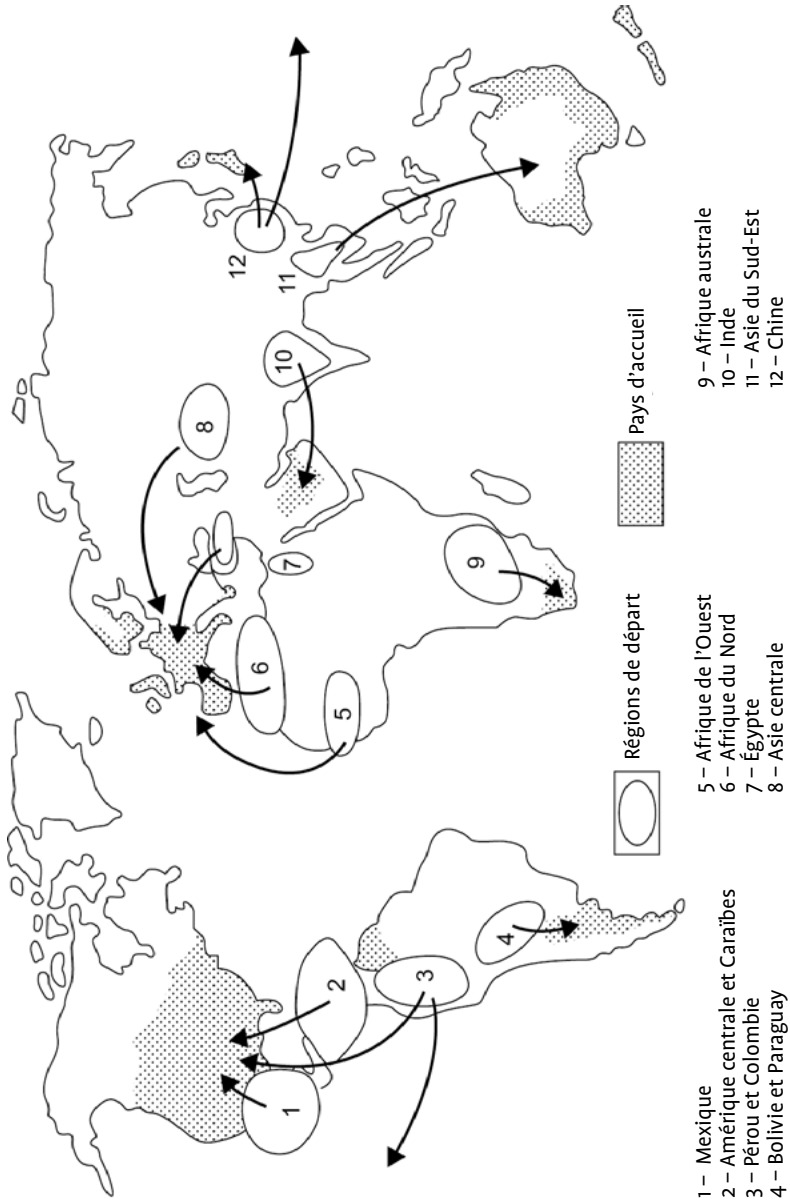 1
2
3
4
5
6
7
8
9
10
11
12
Régions de départ
Pays d'accueil
1 – Mexique
2 – Amérique centrale et Caraïbes
3 – Pérou et Colombie
4 – Bolivie et Paraguay
5 – Afrique de l'Ouest
6 – Afrique du Nord
7 – Égypte
8 – Asie centrale
9 – Afrique australe
10 – Inde
11 – Asie du Sud-Est
12 – Chine